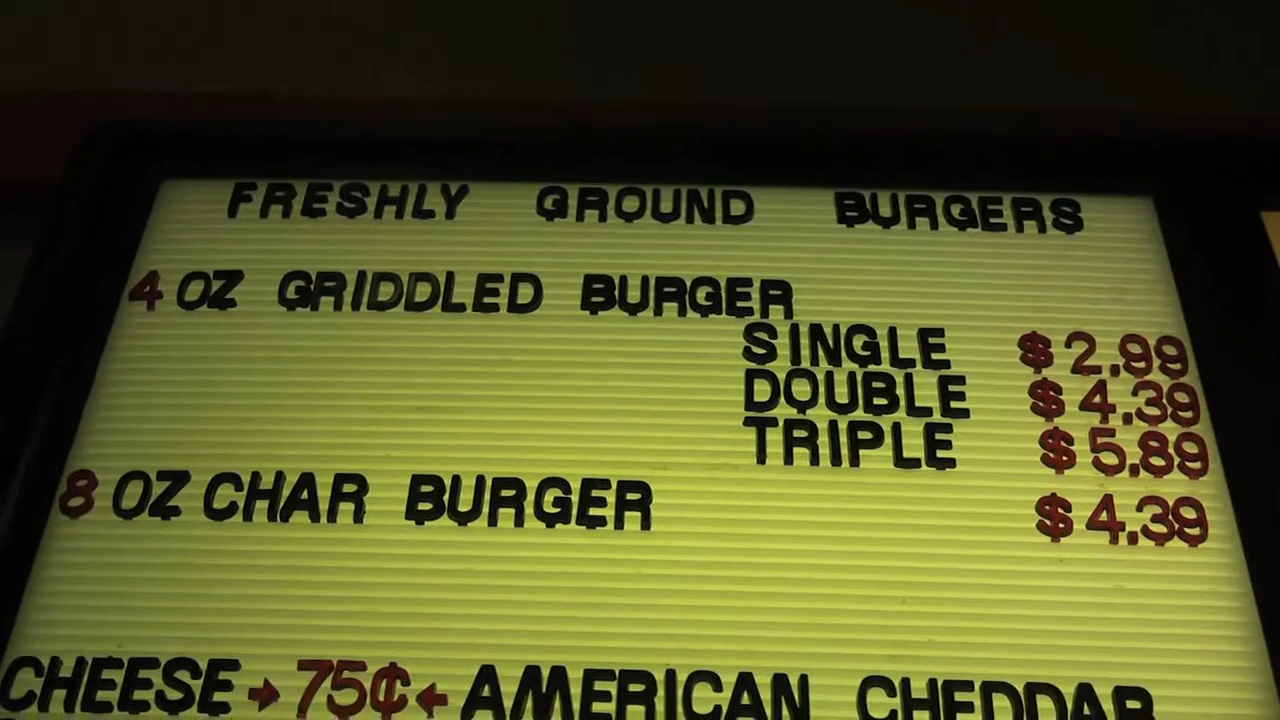 FRESHLY GROUND BURGERS
4 OZ GRIDDLED BURGER
SINGLE $2.99
DOUBLE $4.39
TRIPLE $5.89
8 OZ CHAR BURGER $4.39
CHEESE → 75¢ ← AMERICAN CHEDDAR